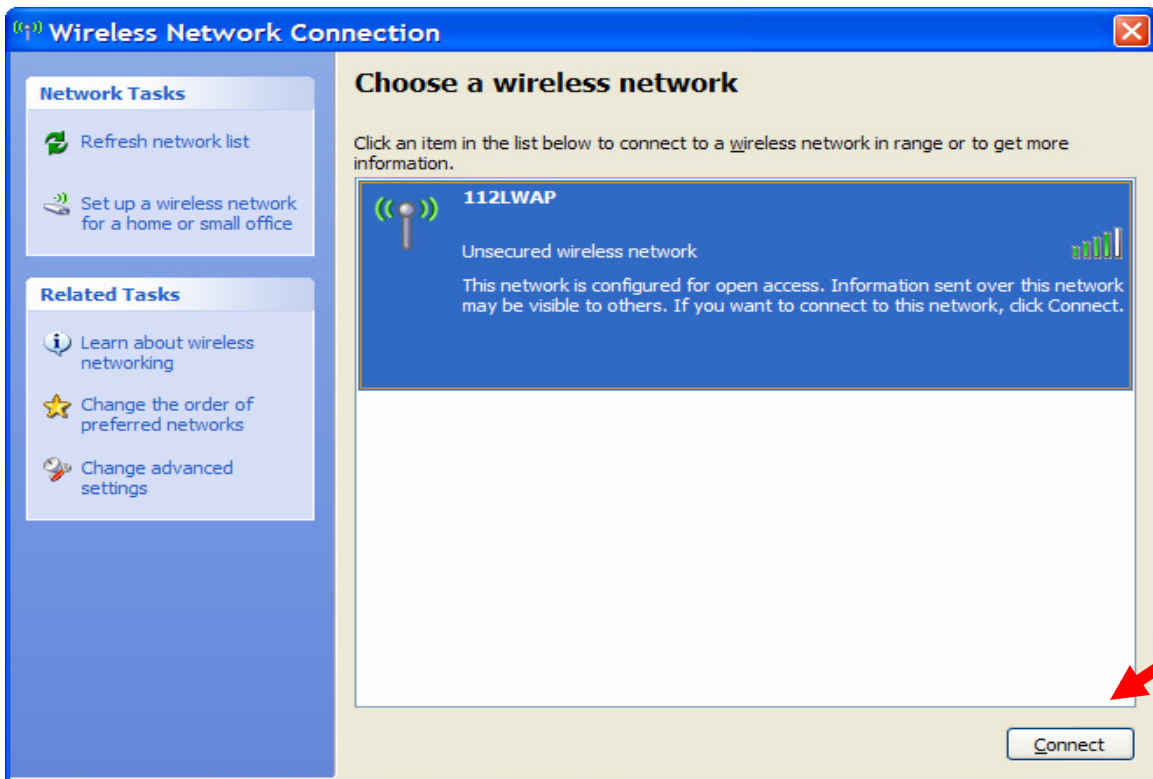 Wireless Network Connection
Network Tasks
Refresh network list
Set up a wireless network
for a home or small office
Related Tasks
Learn about wireless
networking
Change the order of
preferred networks
Change advanced
settings
Choose a wireless network
Click an item in the list below to connect to a wireless network in range or to get more
information.
112LWAP
Unsecured wireless network
This network is configured for open access. Information sent over this network
may be visible to others. If you want to connect to this network, click Connect.
Connect